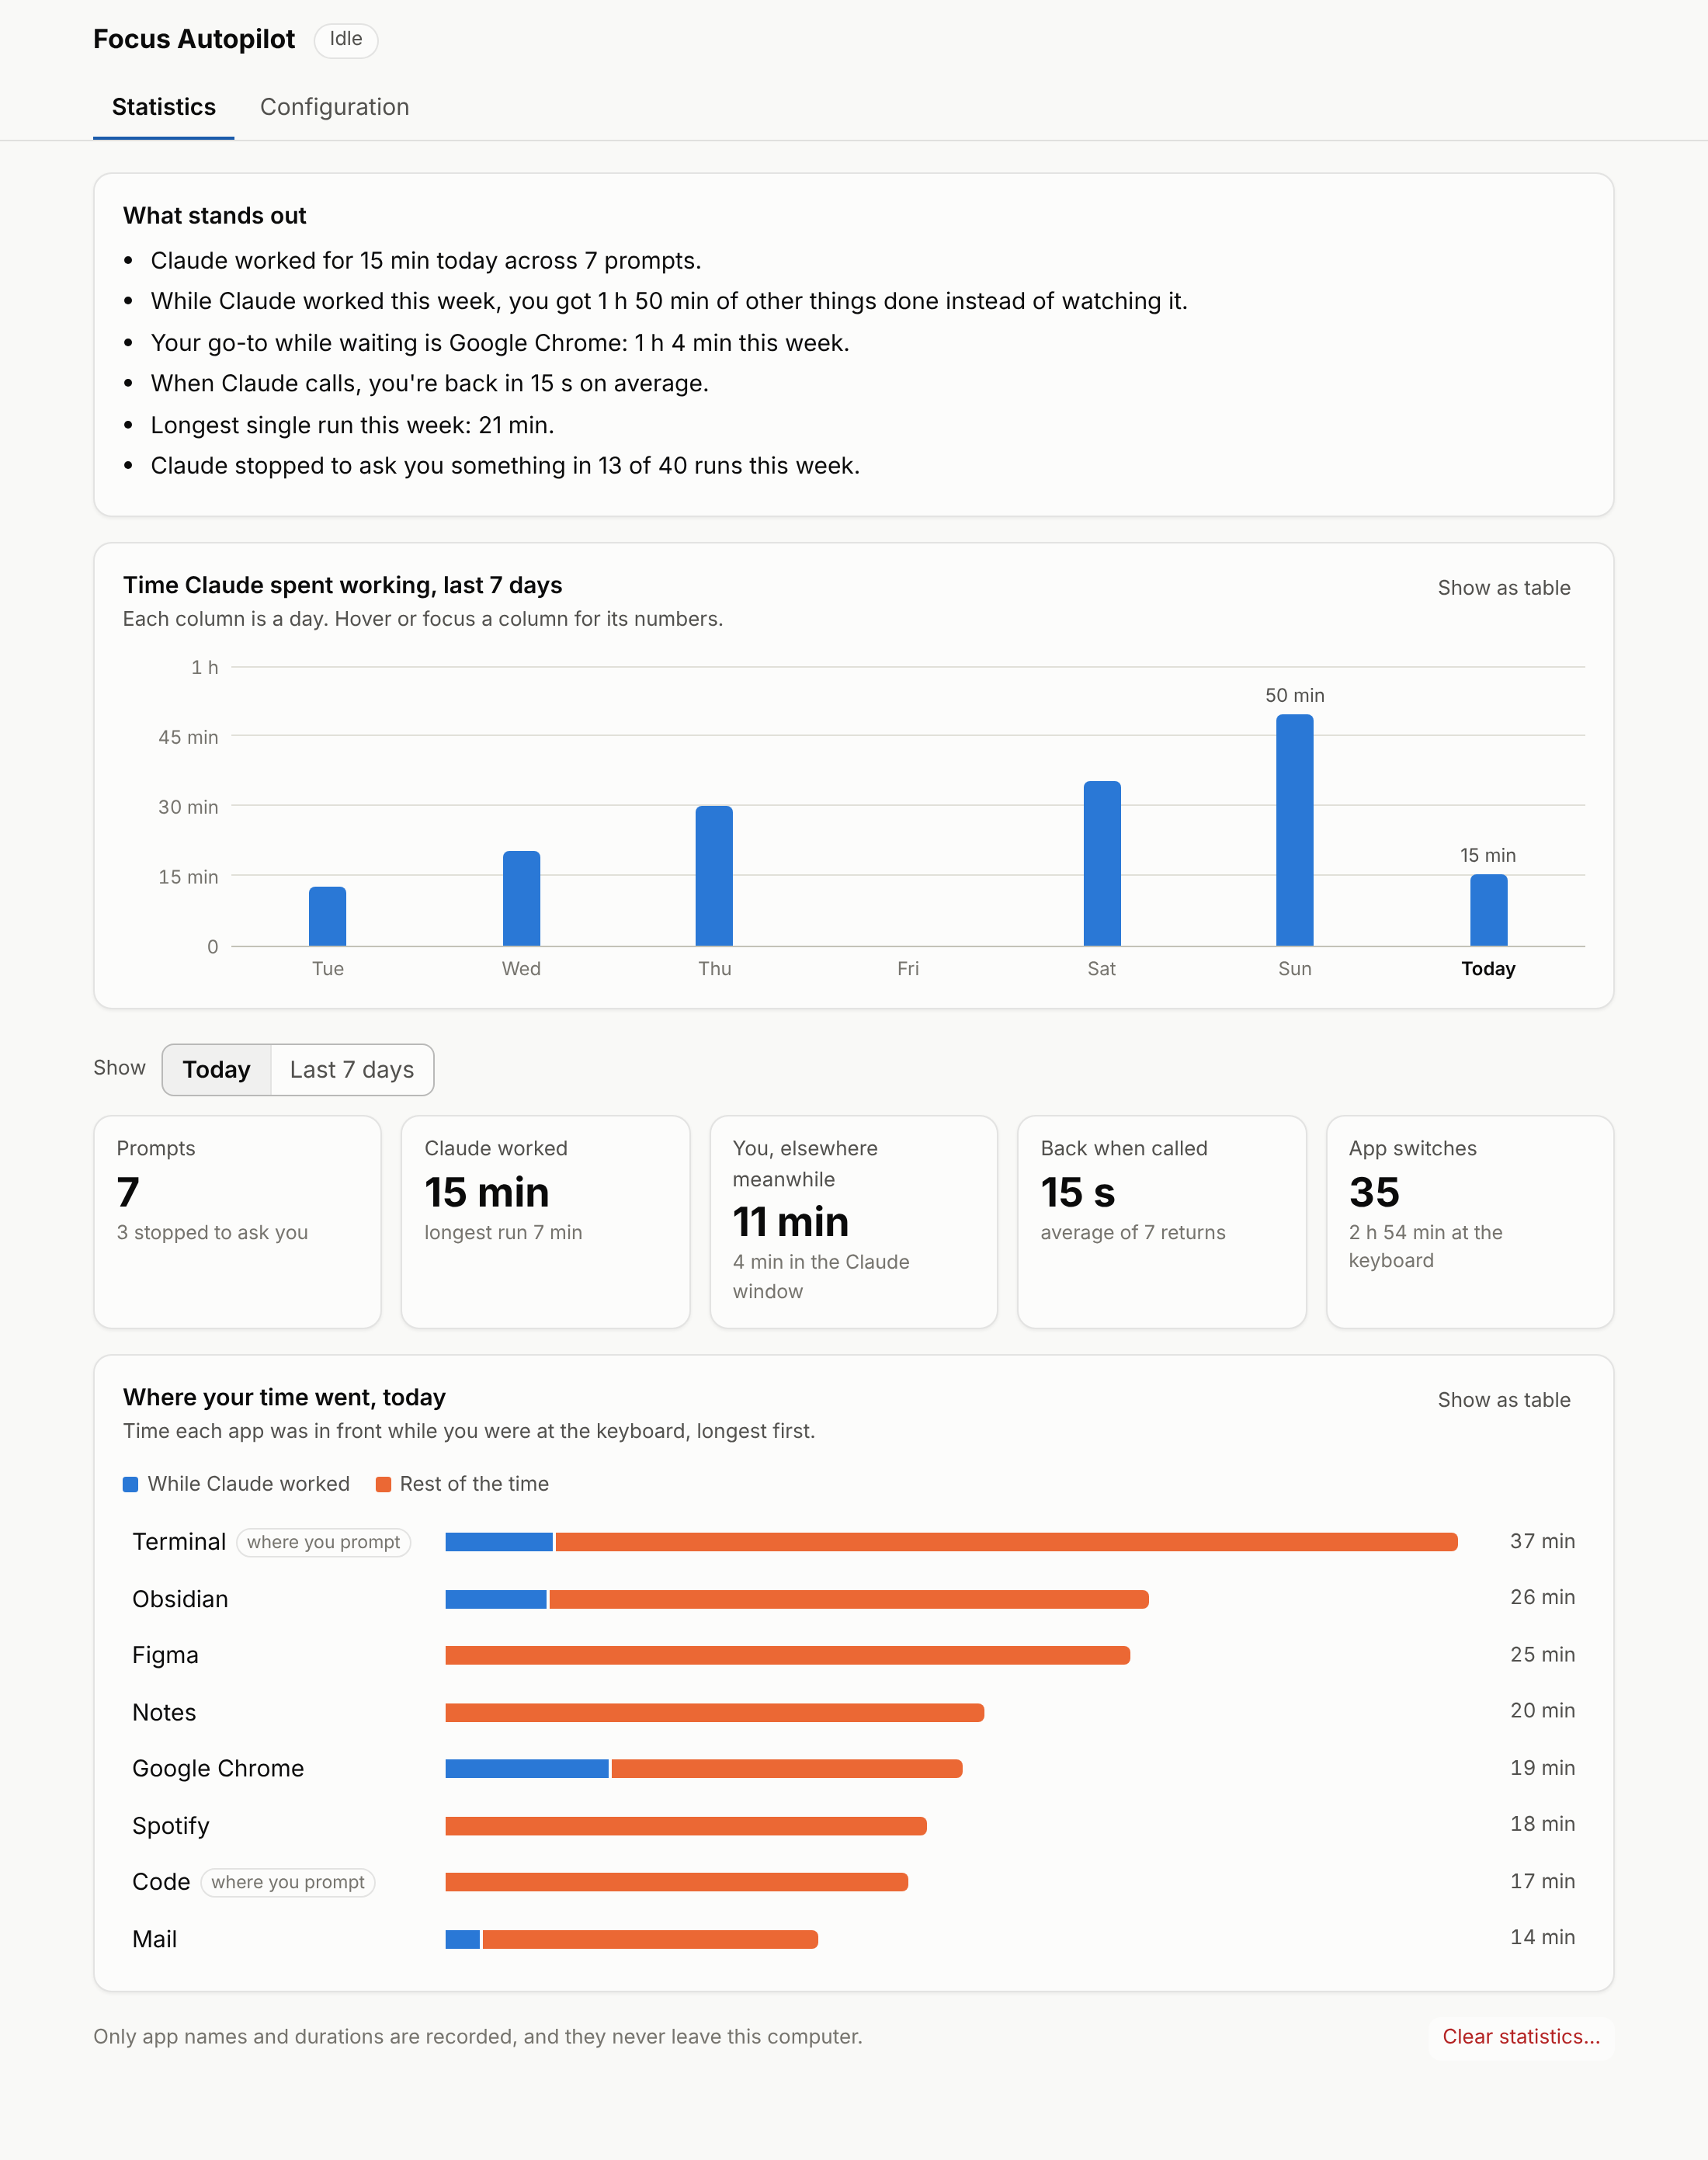 Focus Autopilot Idle
Statistics Configuration
What stands out
• Claude worked for 15 min today across 7 prompts.
• While Claude worked this week, you got 1 h 50 min of other things done instead of watching it.
• Your go-to while waiting is Google Chrome: 1 h 4 min this week.
• When Claude calls, you're back in 15 s on average.
• Longest single run this week: 21 min.
• Claude stopped to ask you something in 13 of 40 runs this week.
Time Claude spent working, last 7 days
Show as table
Each column is a day. Hover or focus a column for its numbers.
1 h
50 min
45 min
30 min
15 min
15 min
0
Tue Wed Thu Fri Sat Sun Today
Show Today Last 7 days
Prompts
7
3 stopped to ask you
Claude worked
15 min
longest run 7 min
You, elsewhere
meanwhile
11 min
4 min in the Claude
window
Back when called
15 s
average of 7 returns
App switches
35
2 h 54 min at the
keyboard
Where your time went, today
Show as table
Time each app was in front while you were at the keyboard, longest first.
While Claude worked Rest of the time
Terminal where you prompt 37 min
Obsidian 26 min
Figma 25 min
Notes 20 min
Google Chrome 19 min
Spotify 18 min
Code where you prompt 17 min
Mail 14 min
Only app names and durations are recorded, and they never leave this computer.
Clear statistics...